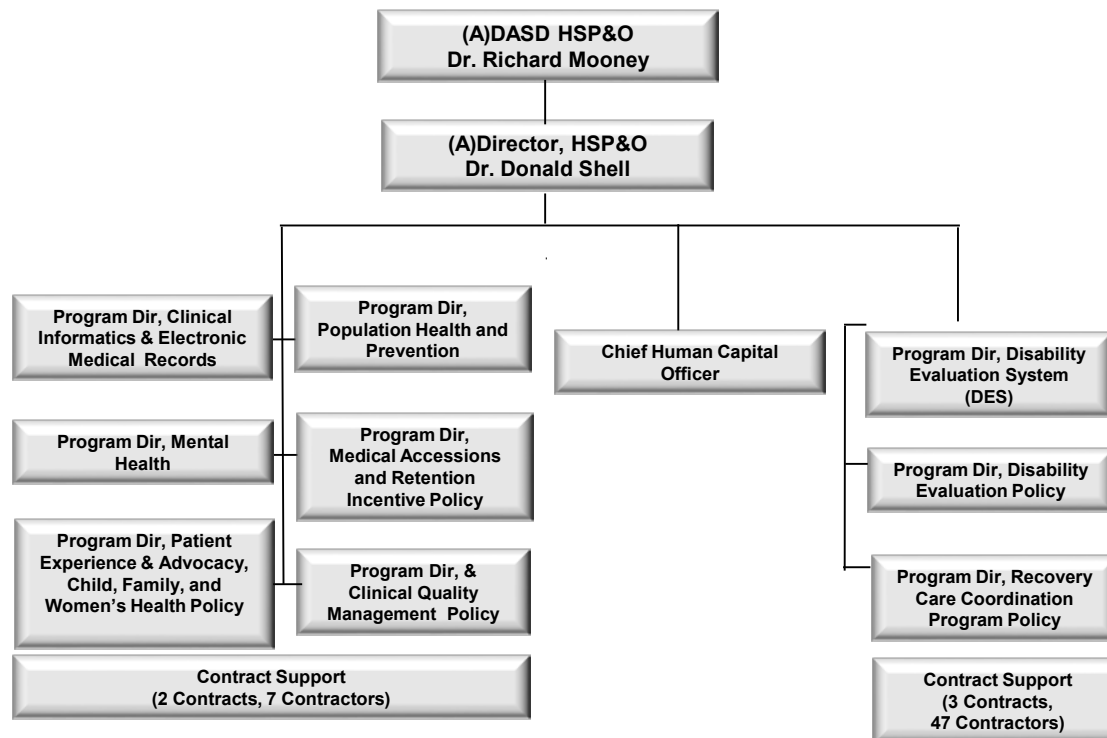 (A)DASD HSP&O
Dr. Richard Mooney
(A)Director, HSP&O
Dr. Donald Shell
Program Dir, Clinical
Informatics & Electronic
Medical Records
Program Dir,
Population Health and
Prevention
Chief Human Capital
Officer
Program Dir, Disability
Evaluation System
(DES)
Program Dir, Mental
Health
Program Dir,
Medical Accessions
and Retention
Incentive Policy
Program Dir, Disability
Evaluation Policy
Program Dir, Patient
Experience & Advocacy,
Child, Family, and
Women's Health Policy
Program Dir, &
Clinical Quality
Management Policy
Program Dir, Recovery
Care Coordination
Program Policy
Contract Support
(2 Contracts, 7 Contractors)
Contract Support
(3 Contracts,
47 Contractors)